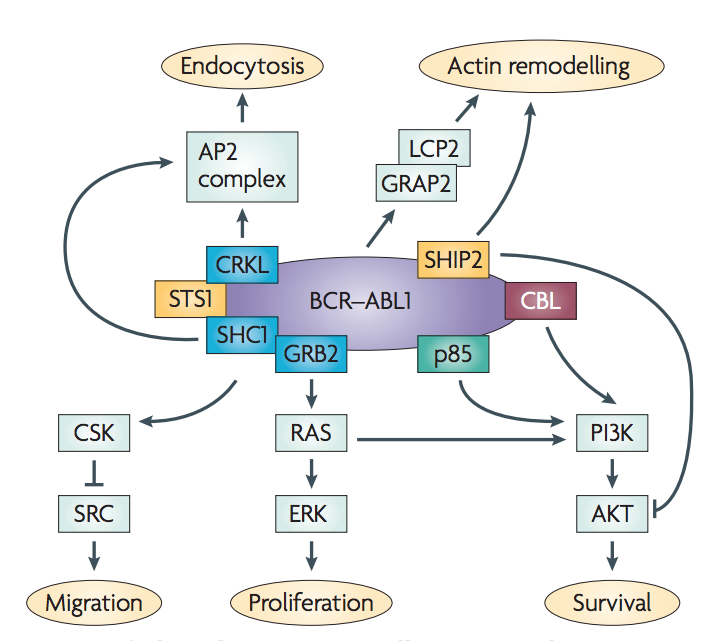 Endocytosis
Actin remodelling
AP2
complex
LCP2
GRAP2
CRKL
SHIP2
STS1
BCR–ABL1
CBL
SHC1
GRB2
p85
CSK
RAS
PI3K
SRC
ERK
AKT
Migration
Proliferation
Survival